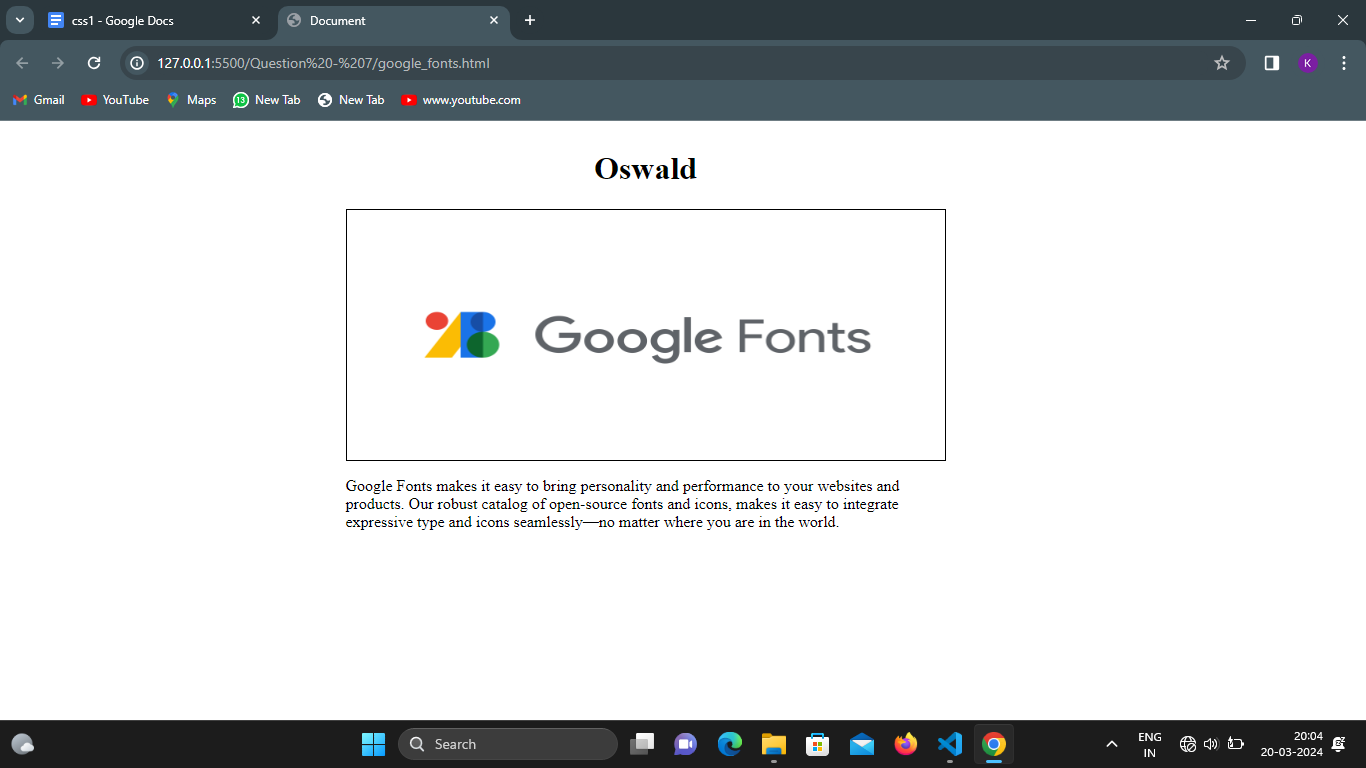 css1 - Google Docs
Document
127.0.0.1:5500/Question%20-%207/google_fonts.html
K
Gmail
YouTube
Maps
13
New Tab
New Tab
www.youtube.com
Oswald
Google Fonts
Google Fonts makes it easy to bring personality and performance to your websites and
products. Our robust catalog of open-source fonts and icons, makes it easy to integrate
expressive type and icons seamlessly—no matter where you are in the world.
Search
ENG
IN
20:04
20-03-2024